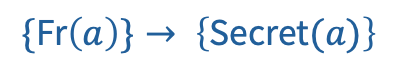 {Fr(a)} → {Secret(a)}